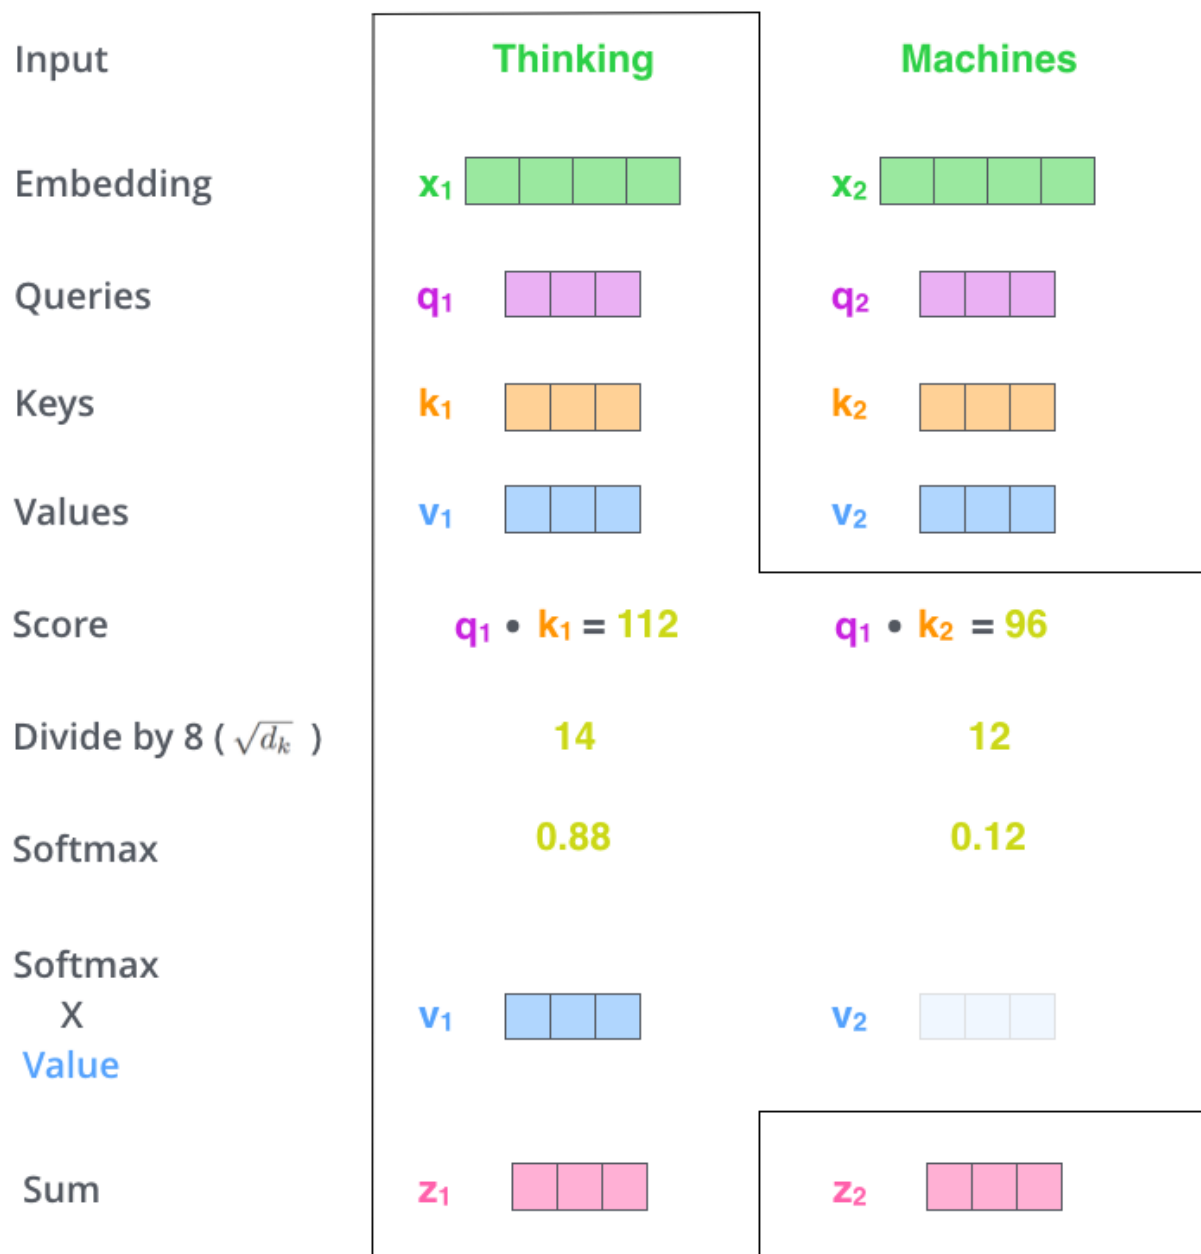 Input Thinking Machines
Embedding x₁ x₂
Queries q₁ q₂
Keys k₁ k₂
Values v₁ v₂
Score q₁ • k₁ = 112 q₁ • k₂ = 96
Divide by 8 ( √dₖ ) 14 12
Softmax 0.88 0.12
Softmax
X v₁ v₂
Value
Sum z₁ z₂